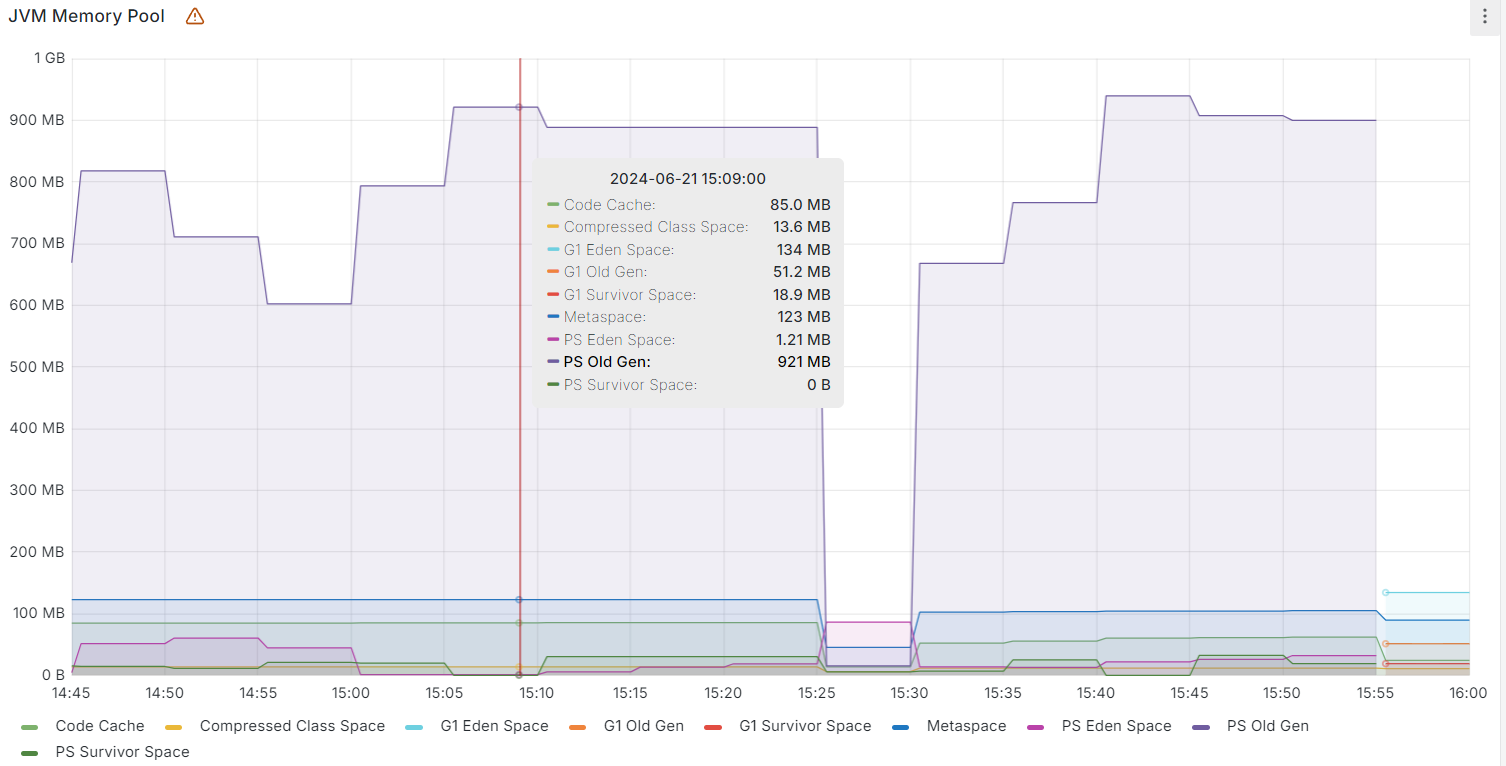 JVM Memory Pool
1 GB
900 MB
800 MB
700 MB
600 MB
500 MB
400 MB
300 MB
200 MB
100 MB
0 B
2024-06-21 15:09:00
Code Cache: 85.0 MB
Compressed Class Space: 13.6 MB
G1 Eden Space: 134 MB
G1 Old Gen: 51.2 MB
G1 Survivor Space: 18.9 MB
Metaspace: 123 MB
PS Eden Space: 1.21 MB
PS Old Gen: 921 MB
PS Survivor Space: 0 B
14:45 14:50 14:55 15:00 15:05 15:10 15:15 15:20 15:25 15:30 15:35 15:40 15:45 15:50 15:55 16:00
Code Cache Compressed Class Space G1 Eden Space G1 Old Gen G1 Survivor Space Metaspace PS Eden Space PS Old Gen
PS Survivor Space